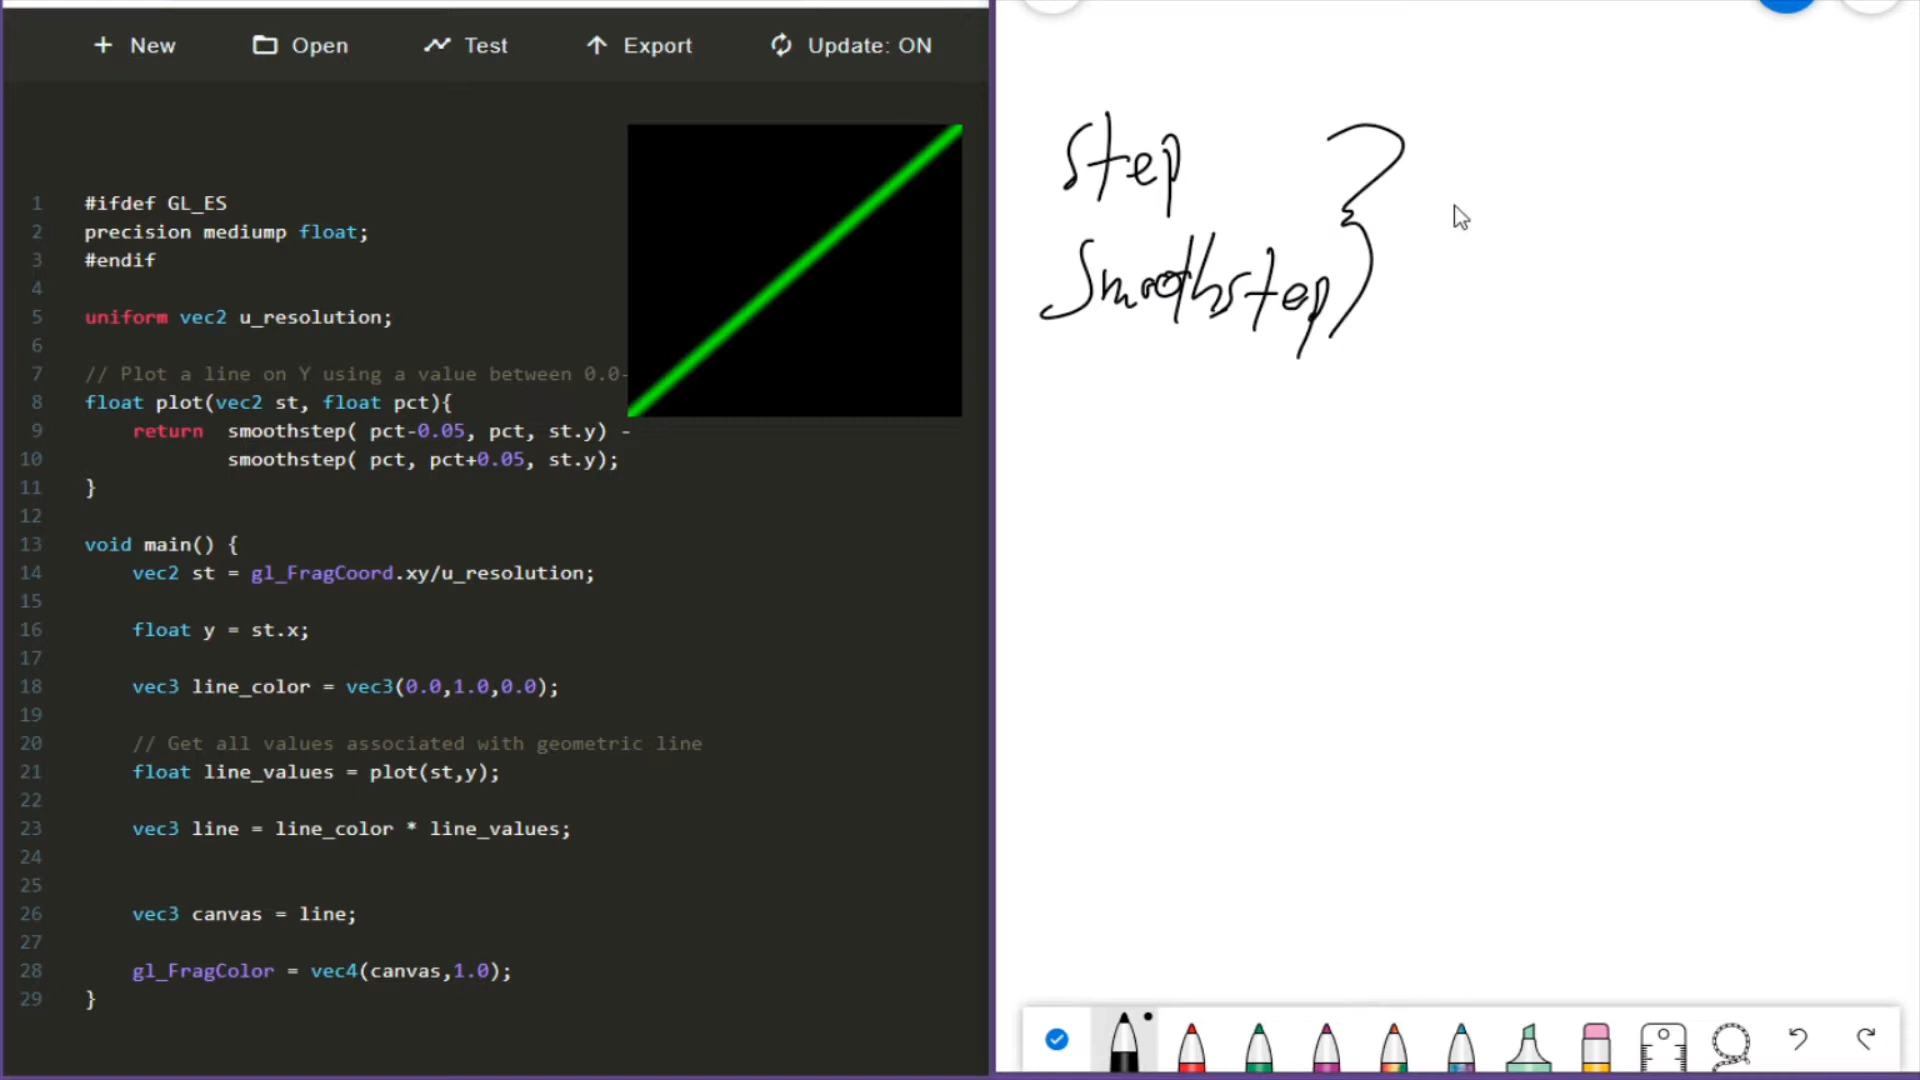 New Open Test Export Update: ON
1 #ifdef GL_ES
2 precision mediump float;
3 #endif
4
5 uniform vec2 u_resolution;
6
7 // Plot a line on Y using a value between 0.0-
8 float plot(vec2 st, float pct){
9 return smoothstep( pct-0.05, pct, st.y) -
10 smoothstep( pct, pct+0.05, st.y);
11 }
12
13 void main() {
14 vec2 st = gl_FragCoord.xy/u_resolution;
15
16 float y = st.x;
17
18 vec3 line_color = vec3(0.0,1.0,0.0);
19
20 // Get all values associated with geometric line
21 float line_values = plot(st,y);
22
23 vec3 line = line_color * line_values;
24
25
26 vec3 canvas = line;
27
28 gl_FragColor = vec4(canvas,1.0);
29 }
step
smoothstep